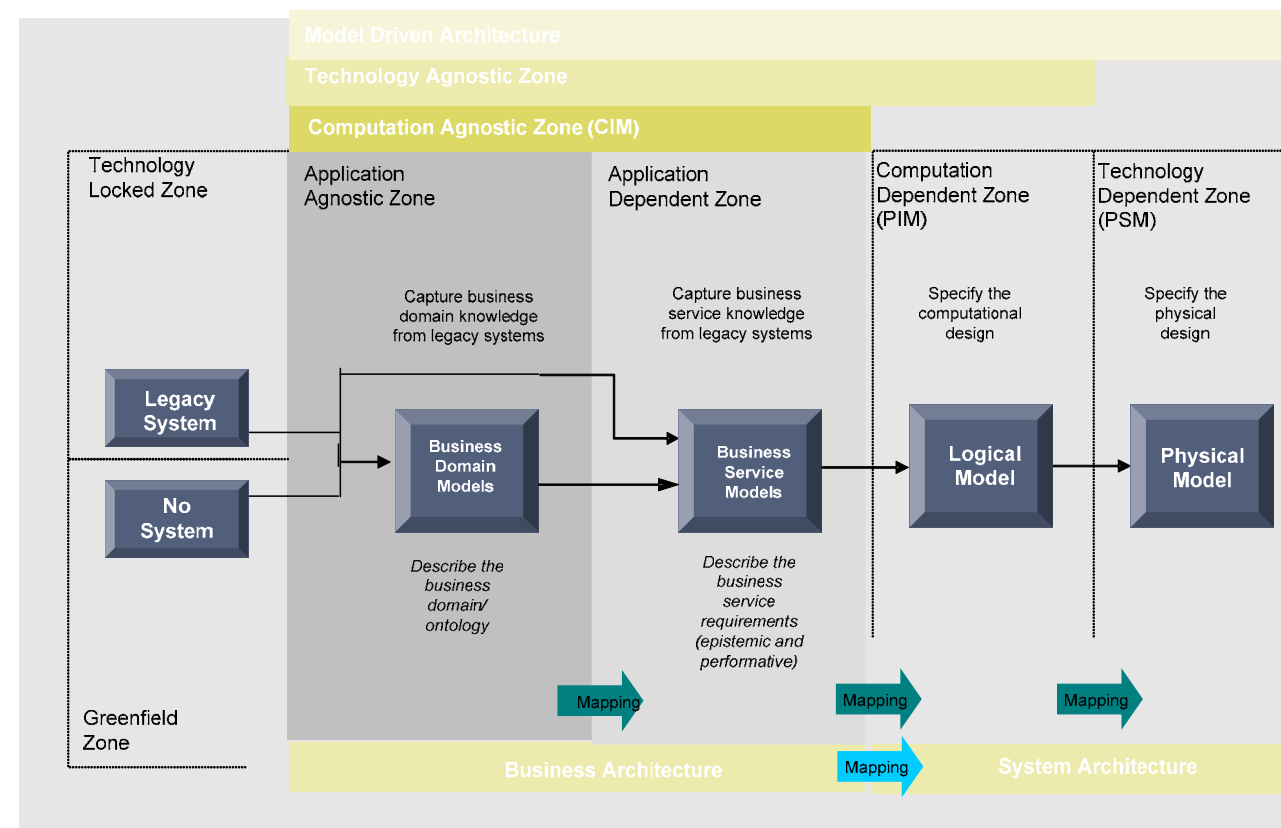 Model Driven Architecture
Technology Agnostic Zone
Computation Agnostic Zone (CIM)
Technology
Locked Zone
Application
Agnostic Zone
Application
Dependent Zone
Computation
Dependent Zone
(PIM)
Technology
Dependent Zone
(PSM)
Capture business
domain knowledge
from legacy systems
Capture business
service knowledge
from legacy systems
Specify the
computational
design
Specify the
physical
design
Legacy
System
No
System
Business
Domain
Models
Business
Service
Models
Logical
Model
Physical
Model
Describe the
business
domain/
ontology
Describe the
business
service
requirements
(epistemic and
performative)
Mapping
Mapping
Mapping
Greenfield
Zone
Business Architecture
Mapping
System Architecture